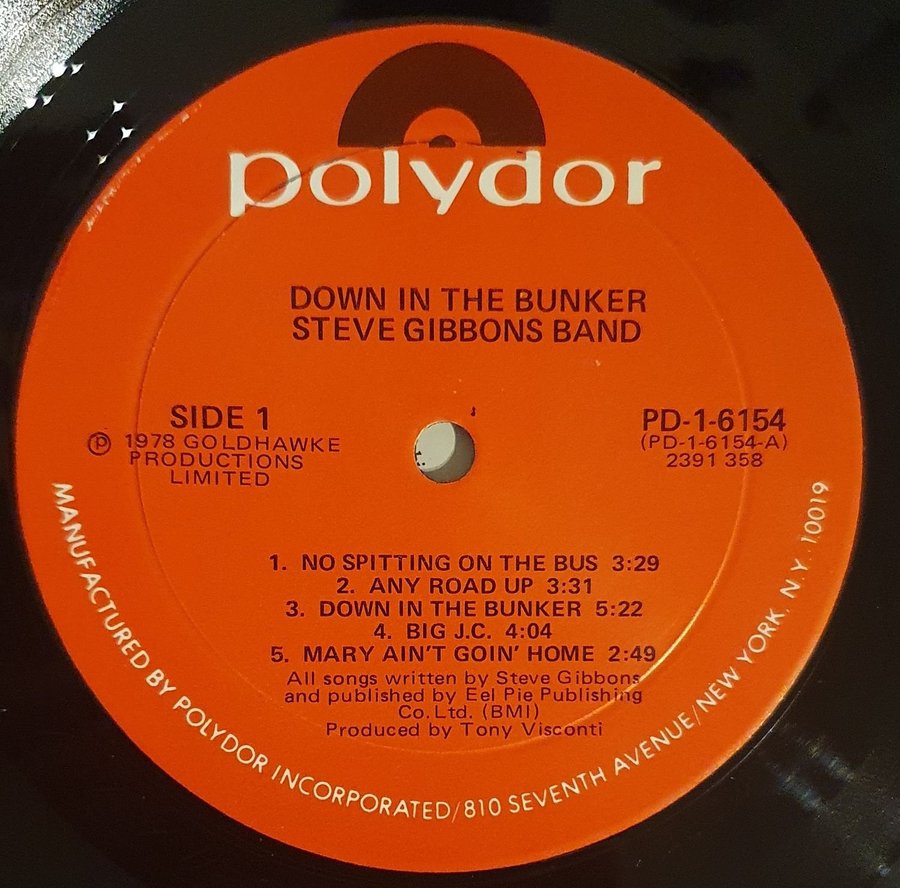 polydor
DOWN IN THE BUNKER
STEVE GIBBONS BAND
SIDE 1
℗ 1978 GOLDHAWKE
PRODUCTIONS
LIMITED
PD-1-6154
(PD-1-6154-A)
2391 358
1. NO SPITTING ON THE BUS 3:29
2. ANY ROAD UP 3:31
3. DOWN IN THE BUNKER 5:22
4. BIG J.C. 4:04
5. MARY AIN'T GOIN' HOME 2:49
All songs written by Steve Gibbons
and published by Eel Pie Publishing
Co. Ltd. (BMI)
Produced by Tony Visconti
MANUFACTURED BY POLYDOR INCORPORATED/810 SEVENTH AVENUE/NEW YORK, N.Y. 10019